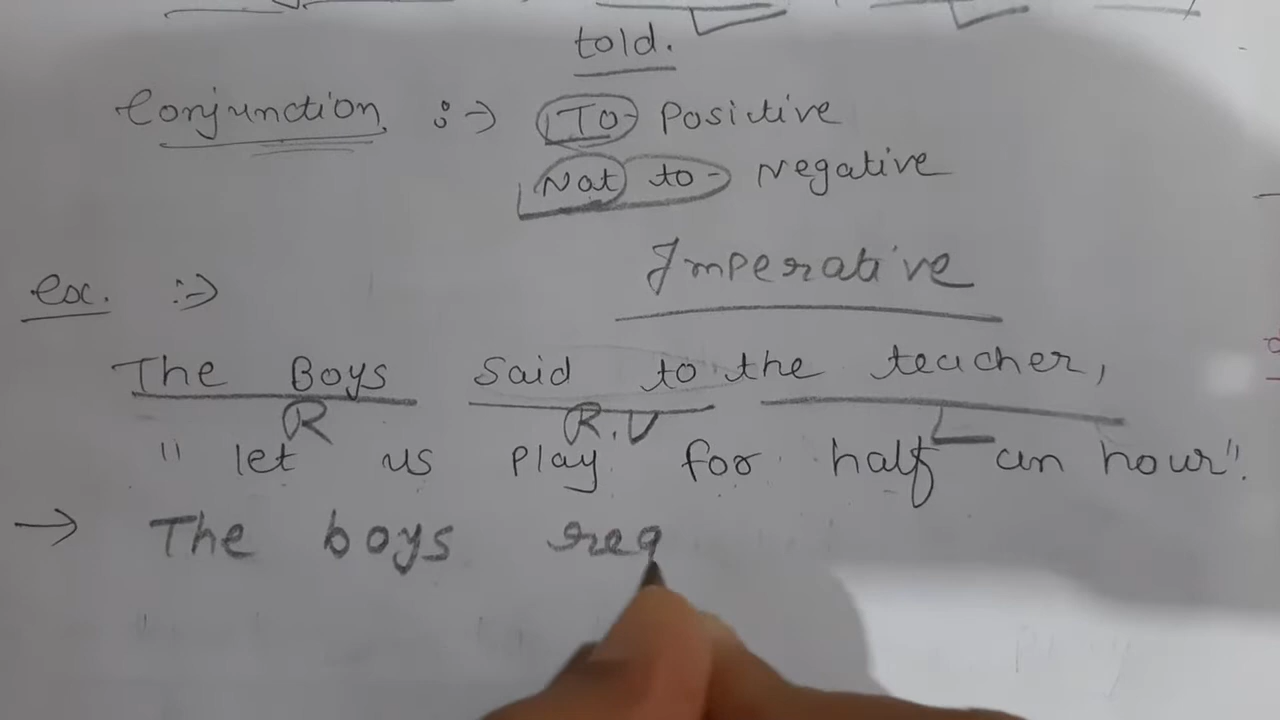 told.
Conjunction :-> To - Positive
Not to - Negative
Imperative
ex. :->
The Boys said to the teacher,
R R.V L
" let us play for half an hour".
-> The boys req